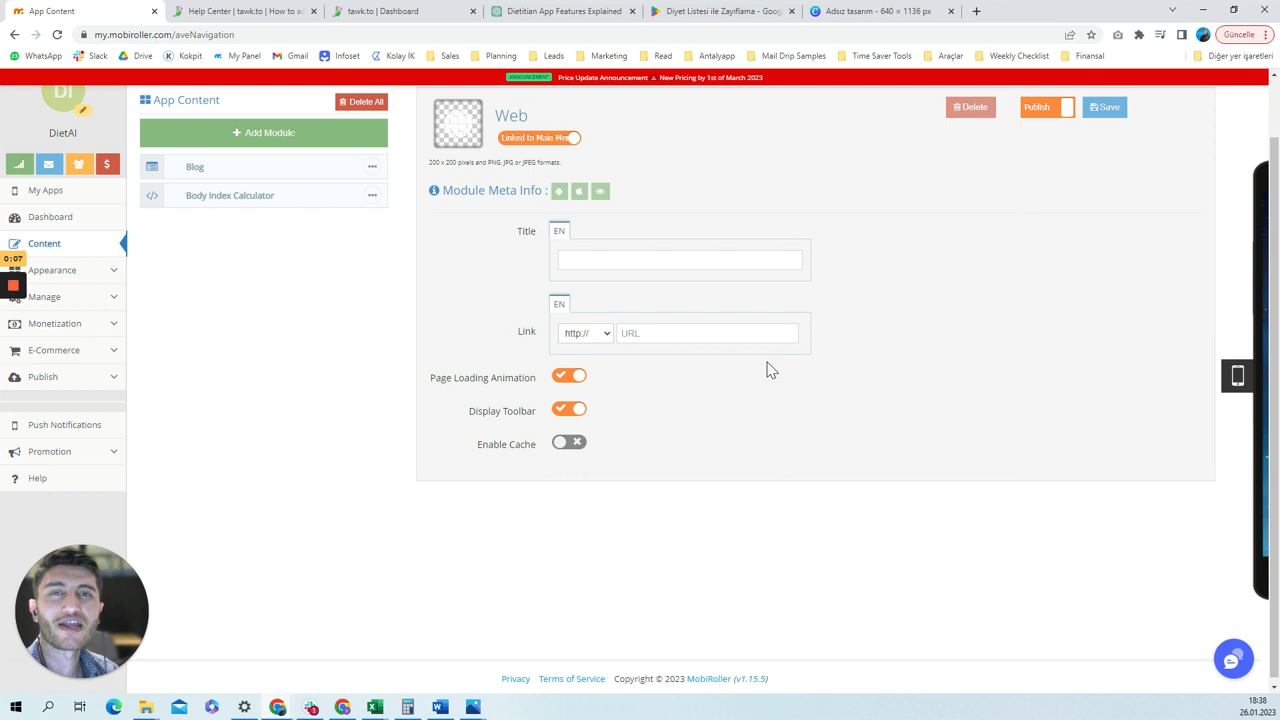 App Content
Help Center | tawk.to | How to ad
tawk.to | Dashboard
Dietitian App Features Explained
Diyet Listesi ile Zayıflama - Goog
Adsız tasarım - 640 × 1136 px
my.mobiroller.com/aveNavigation
Güncelle
WhatsApp
Slack
Drive
Kokpit
My Panel
Gmail
Infoset
Kolay İK
Sales
Planning
Leads
Marketing
Read
Antalyapp
Mail Drip Samples
Time Saver Tools
Araçlar
Weekly Checklist
Finansal
Diğer yer işaretleri
ANNOUNCEMENT Price Update Announcement New Pricing by 1st of March 2023
DI
DietAI
My Apps
Dashboard
Content
0:07
Appearance
Manage
Monetization
E-Commerce
Publish
Push Notifications
Promotion
Help
App Content
Delete All
+ Add Module
Blog
Body Index Calculator
Web
Linked to Main Me
200 x 200 pixels and PNG, JPG or JPEG formats.
Delete
Publish
Save
Module Meta Info :
Title
EN
EN
Link
http://
URL
Page Loading Animation
Display Toolbar
Enable Cache
Privacy Terms of Service Copyright © 2023 MobiRoller (v1.15.5)
18:38
26.01.2023